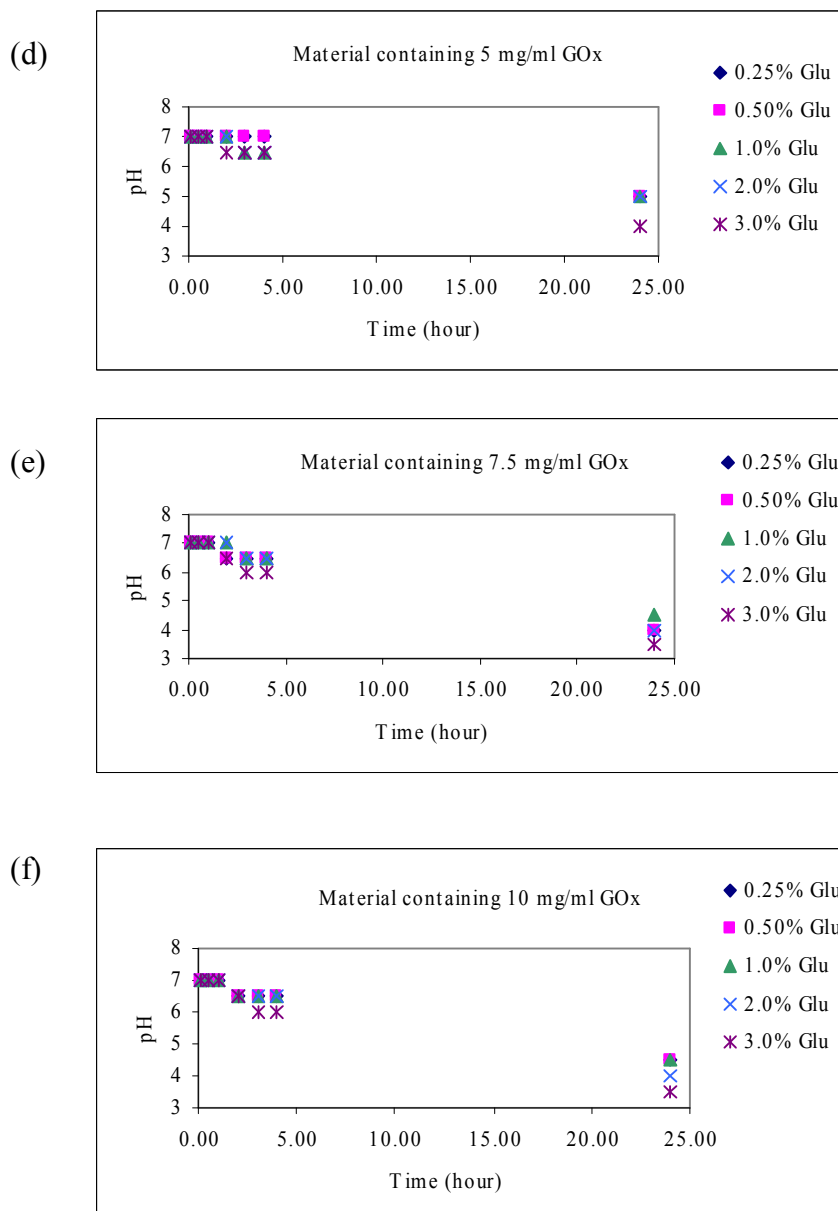 (d)
Material containing 5 mg/ml GOx
8
7
6
5
4
3
pH
0.00 5.00 10.00 15.00 20.00 25.00
Time (hour)
0.25% Glu
0.50% Glu
1.0% Glu
2.0% Glu
3.0% Glu
(e)
Material containing 7.5 mg/ml GOx
8
7
6
5
4
3
pH
0.00 5.00 10.00 15.00 20.00 25.00
Time (hour)
0.25% Glu
0.50% Glu
1.0% Glu
2.0% Glu
3.0% Glu
(f)
Material containing 10 mg/ml GOx
8
7
6
5
4
3
pH
0.00 5.00 10.00 15.00 20.00 25.00
Time (hour)
0.25% Glu
0.50% Glu
1.0% Glu
2.0% Glu
3.0% Glu